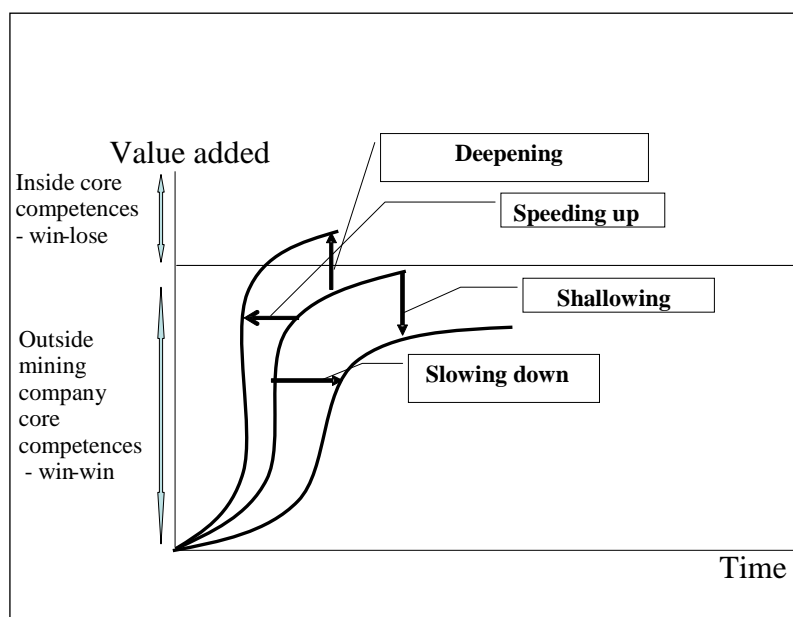 Value added
Inside core
competences
- win-lose
Outside
mining
company
core
competences
- win-win
Deepening
Speeding up
Shallowing
Slowing down
Time